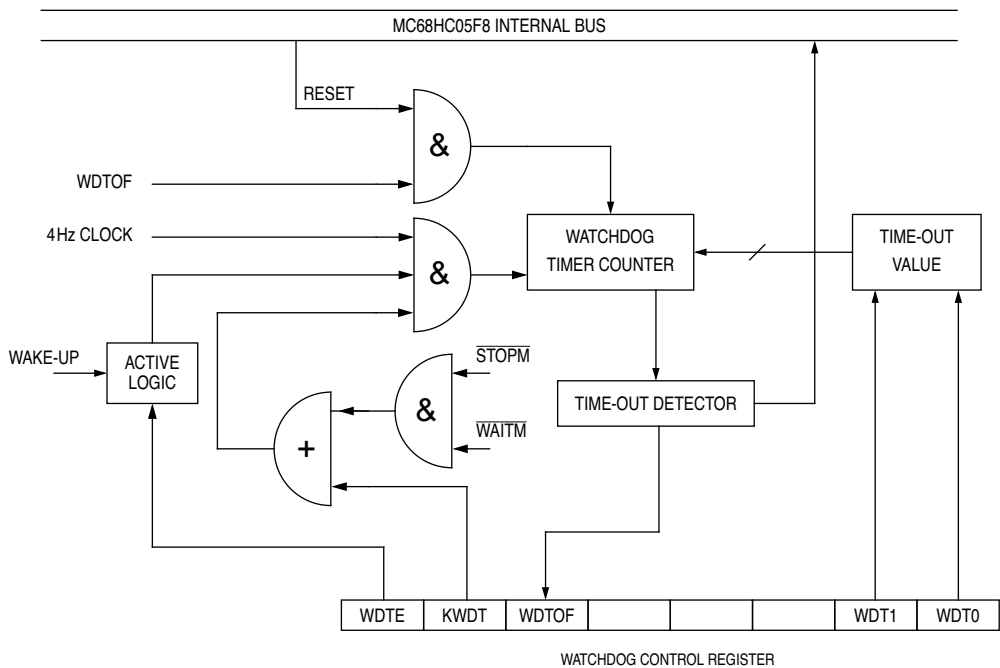 MC68HC05F8 INTERNAL BUS
RESET
&
WDTOF
4Hz CLOCK
&
WATCHDOG
TIMER COUNTER
TIME-OUT
VALUE
WAKE-UP
ACTIVE
LOGIC
STOPM
&
WAITM
+
TIME-OUT DETECTOR
WDTE
KWDT
WDTOF
WDT1
WDT0
WATCHDOG CONTROL REGISTER